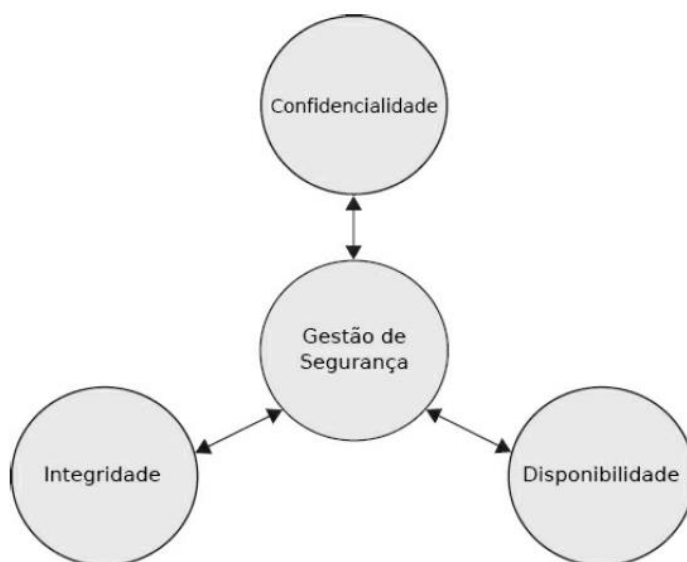 Confidencialidade
Gestão de
Segurança
Integridade
Disponibilidade